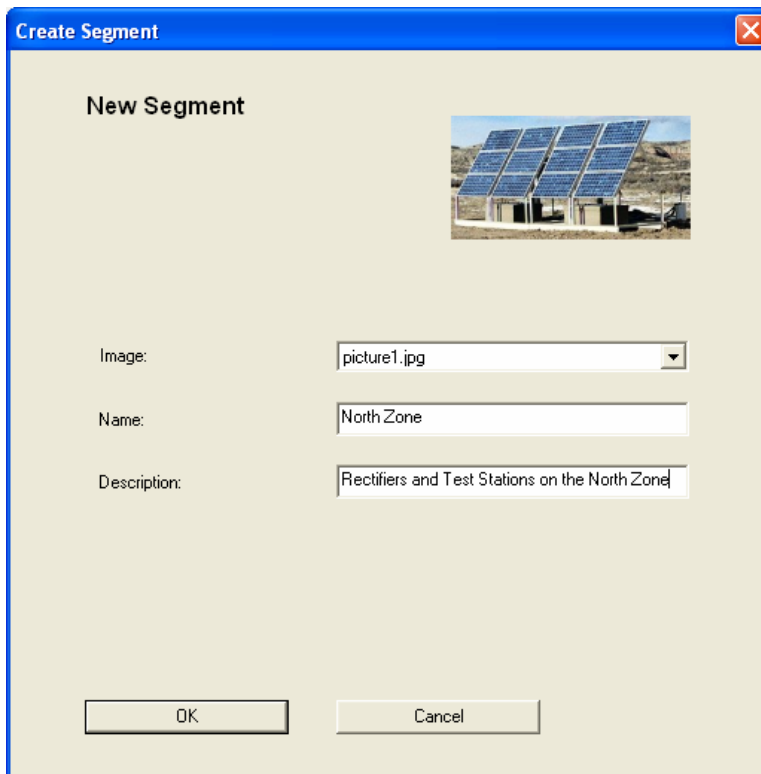 Create Segment
New Segment
Image:
picture1.jpg
Name:
North Zone
Description:
Rectifiers and Test Stations on the North Zone
OK
Cancel